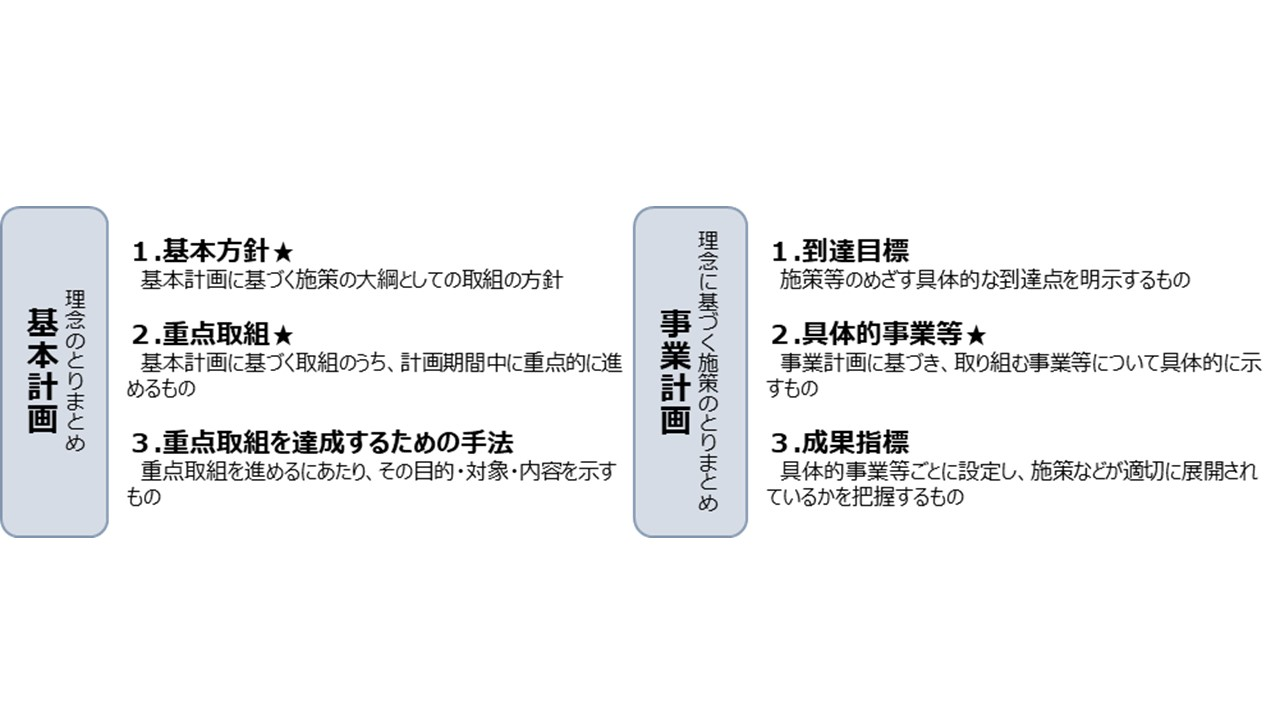 基本計画
理念のとりまとめ
１.基本方針★
基本計画に基づく施策の大綱としての取組の方針
２.重点取組★
基本計画に基づく取組のうち、計画期間中に重点的に進
めるもの
３.重点取組を達成するための手法
重点取組を進めるにあたり、その目的・対象・内容を示す
もの
事業計画
理念に基づく施策のとりまとめ
１.到達目標
施策等のめざす具体的な到達点を明示するもの
２.具体的事業等★
事業計画に基づき、取り組む事業等について具体的に示
すもの
３.成果指標
具体的事業等ごとに設定し、施策などが適切に展開され
ているかを把握するもの